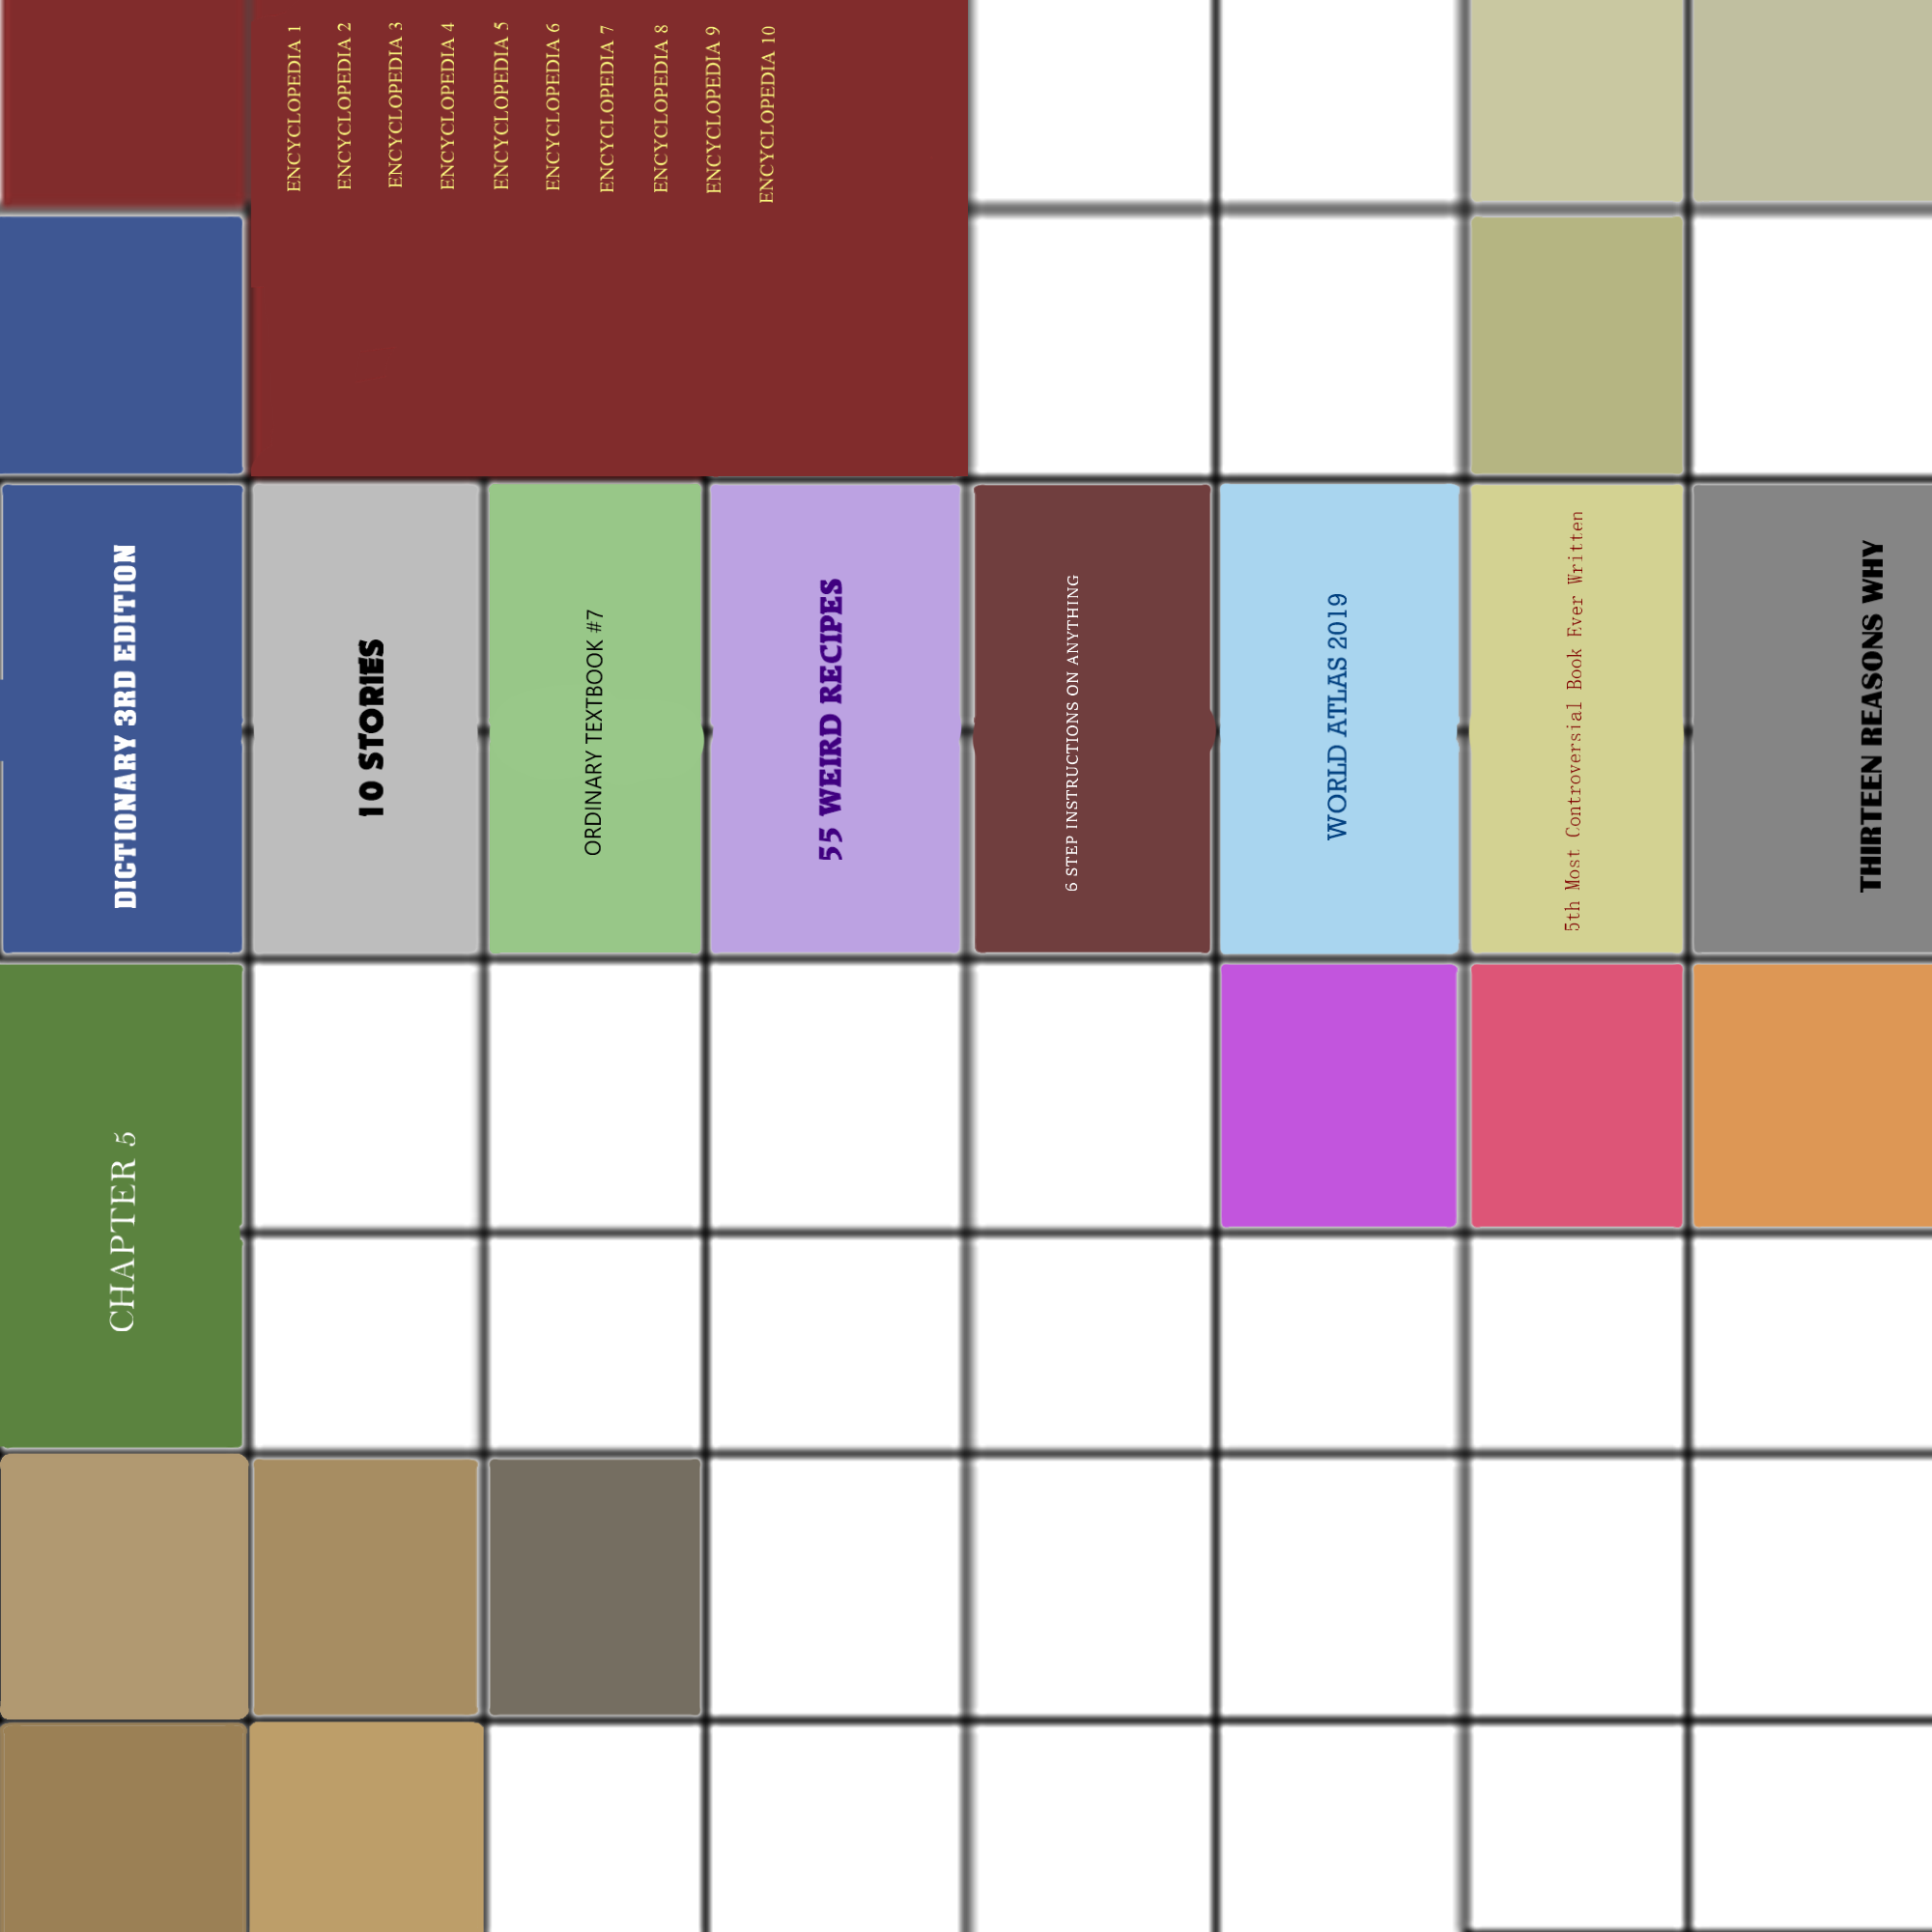 ENCYCLOPEDIA 1
ENCYCLOPEDIA 2
ENCYCLOPEDIA 3
ENCYCLOPEDIA 4
ENCYCLOPEDIA 5
ENCYCLOPEDIA 6
ENCYCLOPEDIA 7
ENCYCLOPEDIA 8
ENCYCLOPEDIA 9
ENCYCLOPEDIA 10
DICTIONARY 3RD EDITION
10 STORIES
ORDINARY TEXTBOOK #7
55 WEIRD RECIPES
6 STEP INSTRUCTIONS ON ANYTHING
WORLD ATLAS 2019
5th Most Controversial Book Ever Written
THIRTEEN REASONS WHY
CHAPTER 5